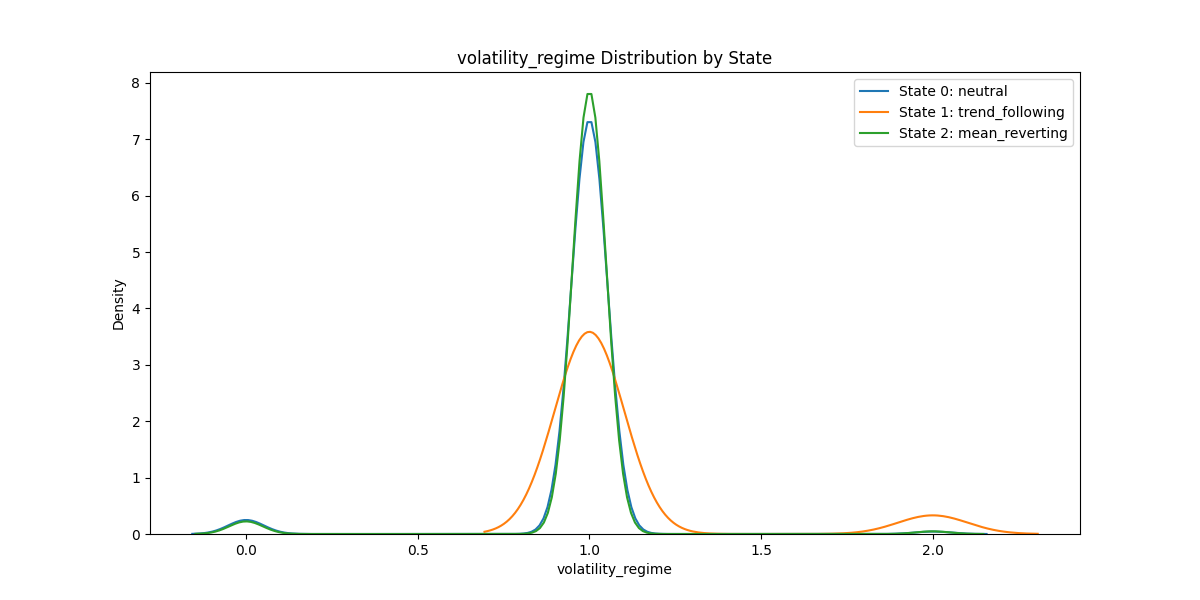 volatility_regime Distribution by State
State 0: neutral
State 1: trend_following
State 2: mean_reverting
8
7
6
5
4
3
2
1
0
Density
0.0 0.5 1.0 1.5 2.0
volatility_regime